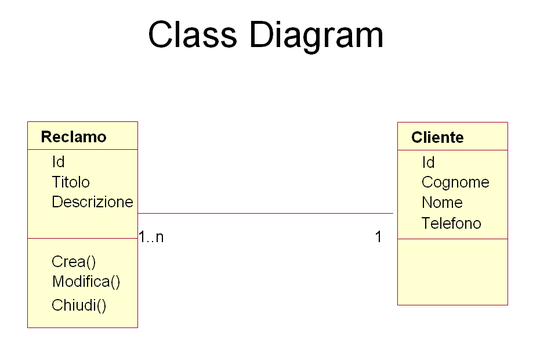 Class Diagram
Reclamo
Id
Titolo
Descrizione
Crea()
Modifica()
Chiudi()
1..n
1
Cliente
Id
Cognome
Nome
Telefono